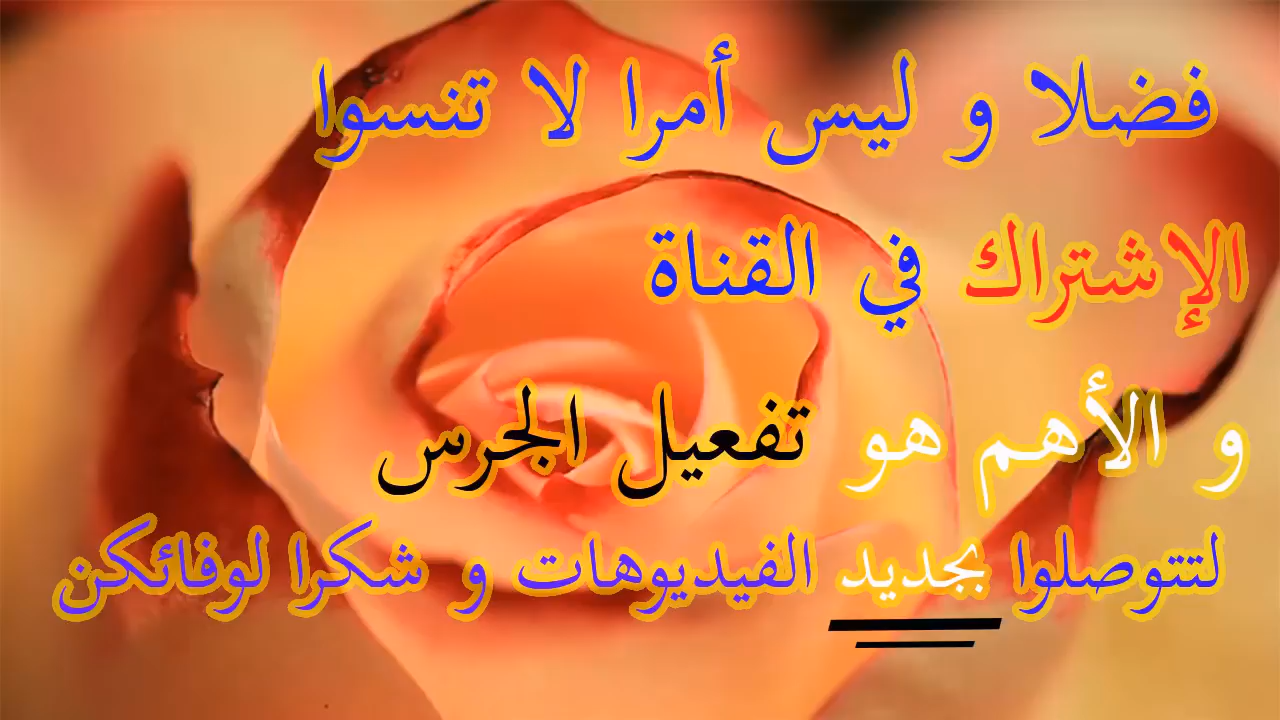 فضلا و ليس أمرا لا تنسوا
الإشتراك في القناة
و الأهم هو تفعيل الجرس
لتتوصلوا بجديد الفيديوهات و شكرا لوفائكن